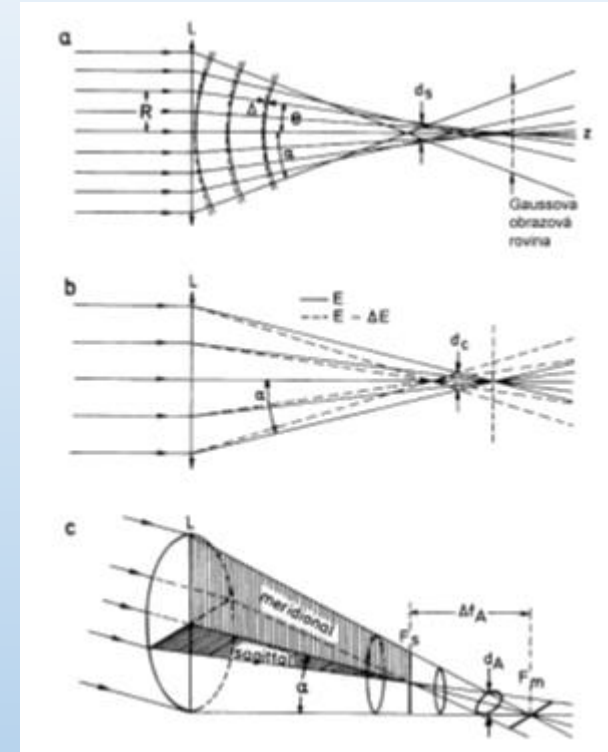 a
L
R
Δ
θ
α
d_s
z
Gaussova
obrazová
rovina
b
L
E
E - ΔE
α
d_c
c
L
meridional
sagittal
α
F_s
Δf_A
d_A
F_m